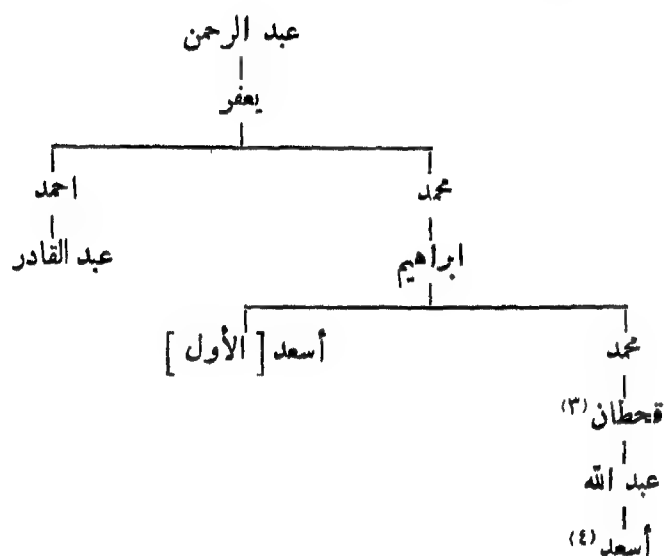 عبد الرحمن
يعفر
محمد احمد
ابراهيم عبد القادر
محمد أسعد [ الأول ]
قحطان (٣)
عبد الله
أسعد (٤)